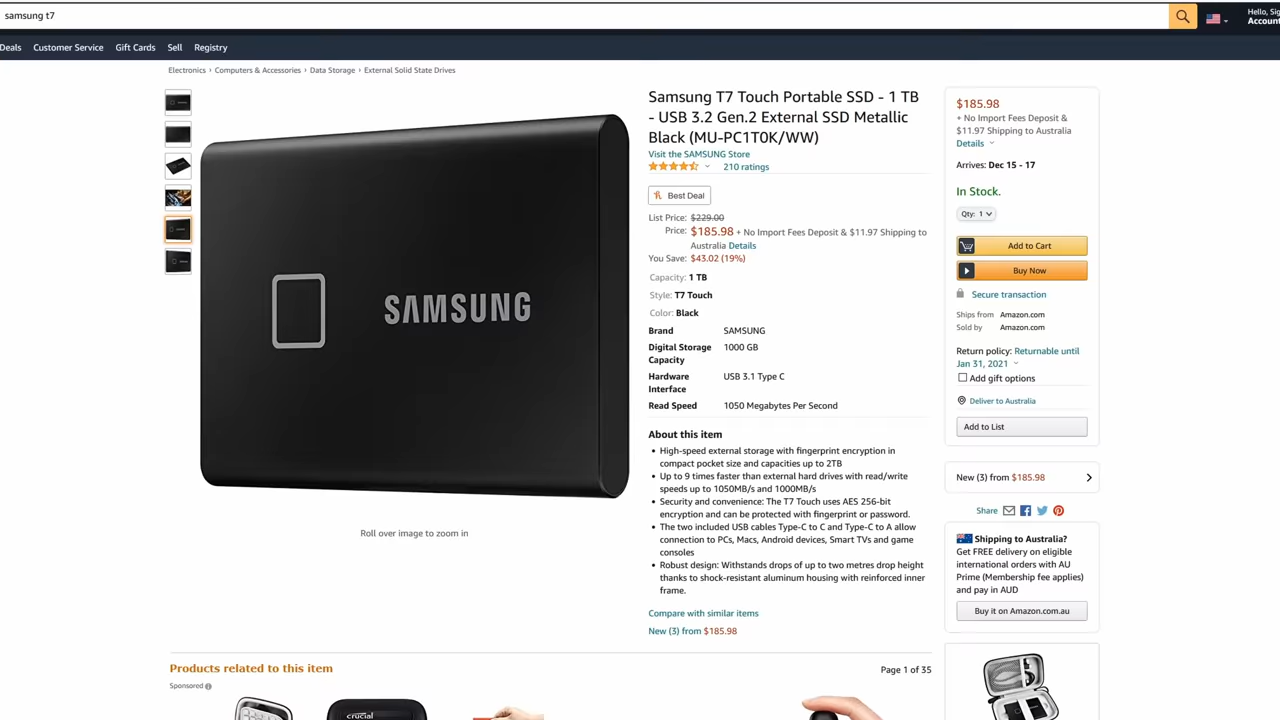 samsung t7
Hello, Sig
Account
Deals Customer Service Gift Cards Sell Registry
Electronics › Computers & Accessories › Data Storage › External Solid State Drives
SAMSUNG
Roll over image to zoom in
Samsung T7 Touch Portable SSD - 1 TB
- USB 3.2 Gen.2 External SSD Metallic
Black (MU-PC1T0K/WW)
Visit the SAMSUNG Store
210 ratings
Best Deal
List Price: $229.00
Price: $185.98 + No Import Fees Deposit & $11.97 Shipping to
Australia Details
You Save: $43.02 (19%)
Capacity: 1 TB
Style: T7 Touch
Color: Black
Brand SAMSUNG
Digital Storage 1000 GB
Capacity
Hardware USB 3.1 Type C
Interface
Read Speed 1050 Megabytes Per Second
About this item
• High-speed external storage with fingerprint encryption in
compact pocket size and capacities up to 2TB
• Up to 9 times faster than external hard drives with read/write
speeds up to 1050MB/s and 1000MB/s
• Security and convenience: The T7 Touch uses AES 256-bit
encryption and can be protected with fingerprint or password.
• The two included USB cables Type-C to C and Type-C to A allow
connection to PCs, Macs, Android devices, Smart TVs and game
consoles
• Robust design: Withstands drops of up to two metres drop height
thanks to shock-resistant aluminum housing with reinforced inner
frame.
Compare with similar items
New (3) from $185.98
$185.98
+ No Import Fees Deposit &
$11.97 Shipping to Australia
Details
Arrives: Dec 15 - 17
In Stock.
Qty: 1
Add to Cart
Buy Now
Secure transaction
Ships from Amazon.com
Sold by Amazon.com
Return policy: Returnable until
Jan 31, 2021
Add gift options
Deliver to Australia
Add to List
New (3) from $185.98
Share
Shipping to Australia?
Get FREE delivery on eligible
international orders with AU
Prime (Membership fee applies)
and pay in AUD
Buy it on Amazon.com.au
Products related to this item
Page 1 of 35
Sponsored
crucial